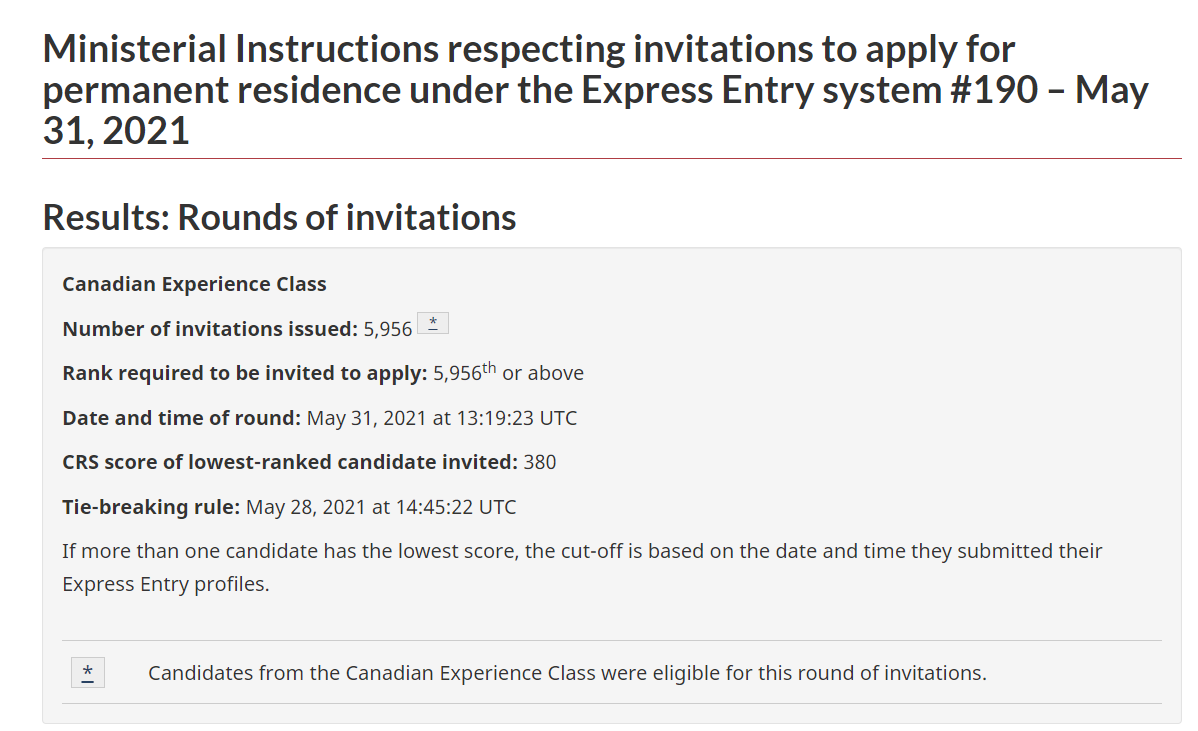 Ministerial Instructions respecting invitations to apply for
permanent residence under the Express Entry system #190 – May
31, 2021
Results: Rounds of invitations
Canadian Experience Class
Number of invitations issued: 5,956 *
Rank required to be invited to apply: 5,956th or above
Date and time of round: May 31, 2021 at 13:19:23 UTC
CRS score of lowest-ranked candidate invited: 380
Tie-breaking rule: May 28, 2021 at 14:45:22 UTC
If more than one candidate has the lowest score, the cut-off is based on the date and time they submitted their
Express Entry profiles.
* Candidates from the Canadian Experience Class were eligible for this round of invitations.